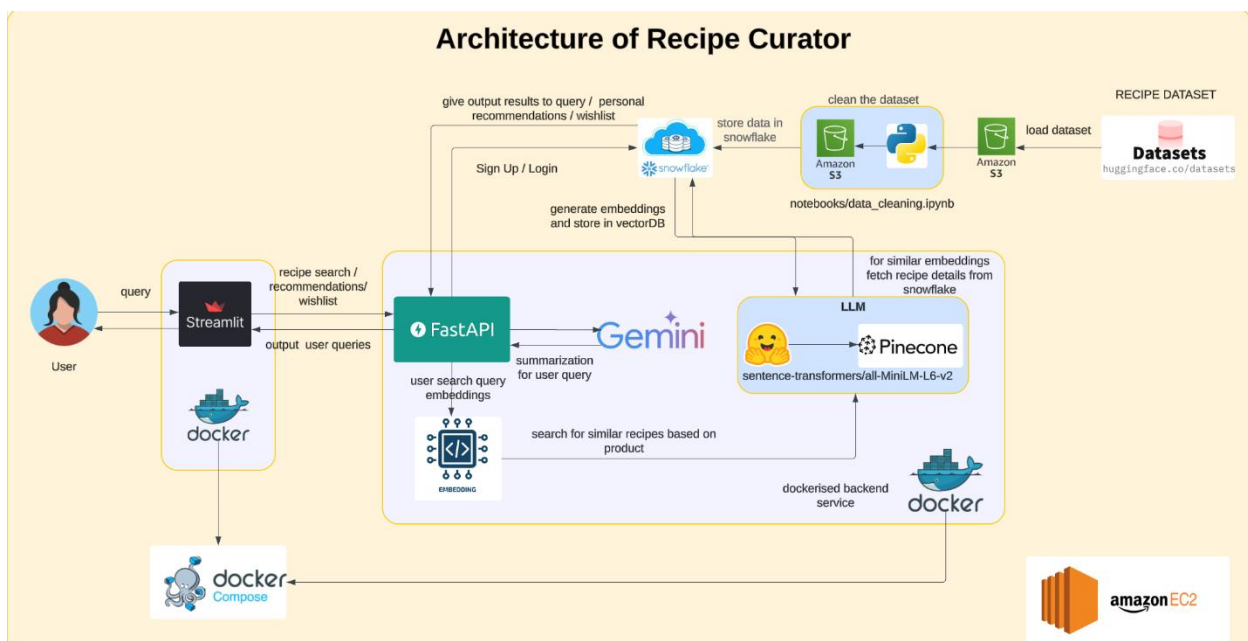 Architecture of Recipe Curator
give output results to query / personal
recommendations / wishlist
Sign Up / Login
snowflake
store data in
snowflake
clean the dataset
Amazon
S3
notebooks/data_cleaning.ipynb
Amazon
S3
load dataset
RECIPE DATASET
Datasets
huggingface.co/datasets
generate embeddings
and store in vectorDB
for similar embeddings
fetch recipe details from
snowflake
query
User
Streamlit
docker
recipe search /
recommendations/
wishlist
output user queries
FastAPI
Gemini
summarization
for user query
LLM
Pinecone
sentence-transformers/all-MiniLM-L6-v2
user search query
embeddings
</>
EMBEDDING
search for similar recipes based on
product
dockerised backend
service
docker
docker
Compose
amazon EC2